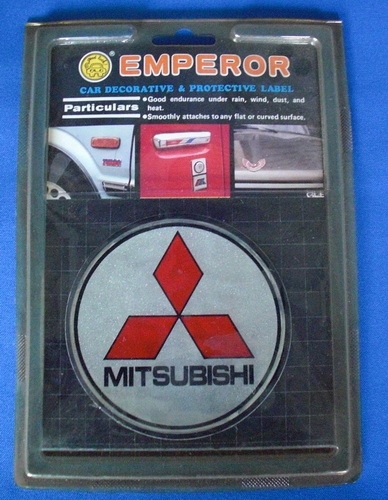 EMPEROR
CAR DECORATIVE & PROTECTIVE LABEL
Particulars
•Good endurance under rain, wind, dust, and
heat.
•Smoothly attaches to any flat or curved surface.
TURBO
MITSUBISHI